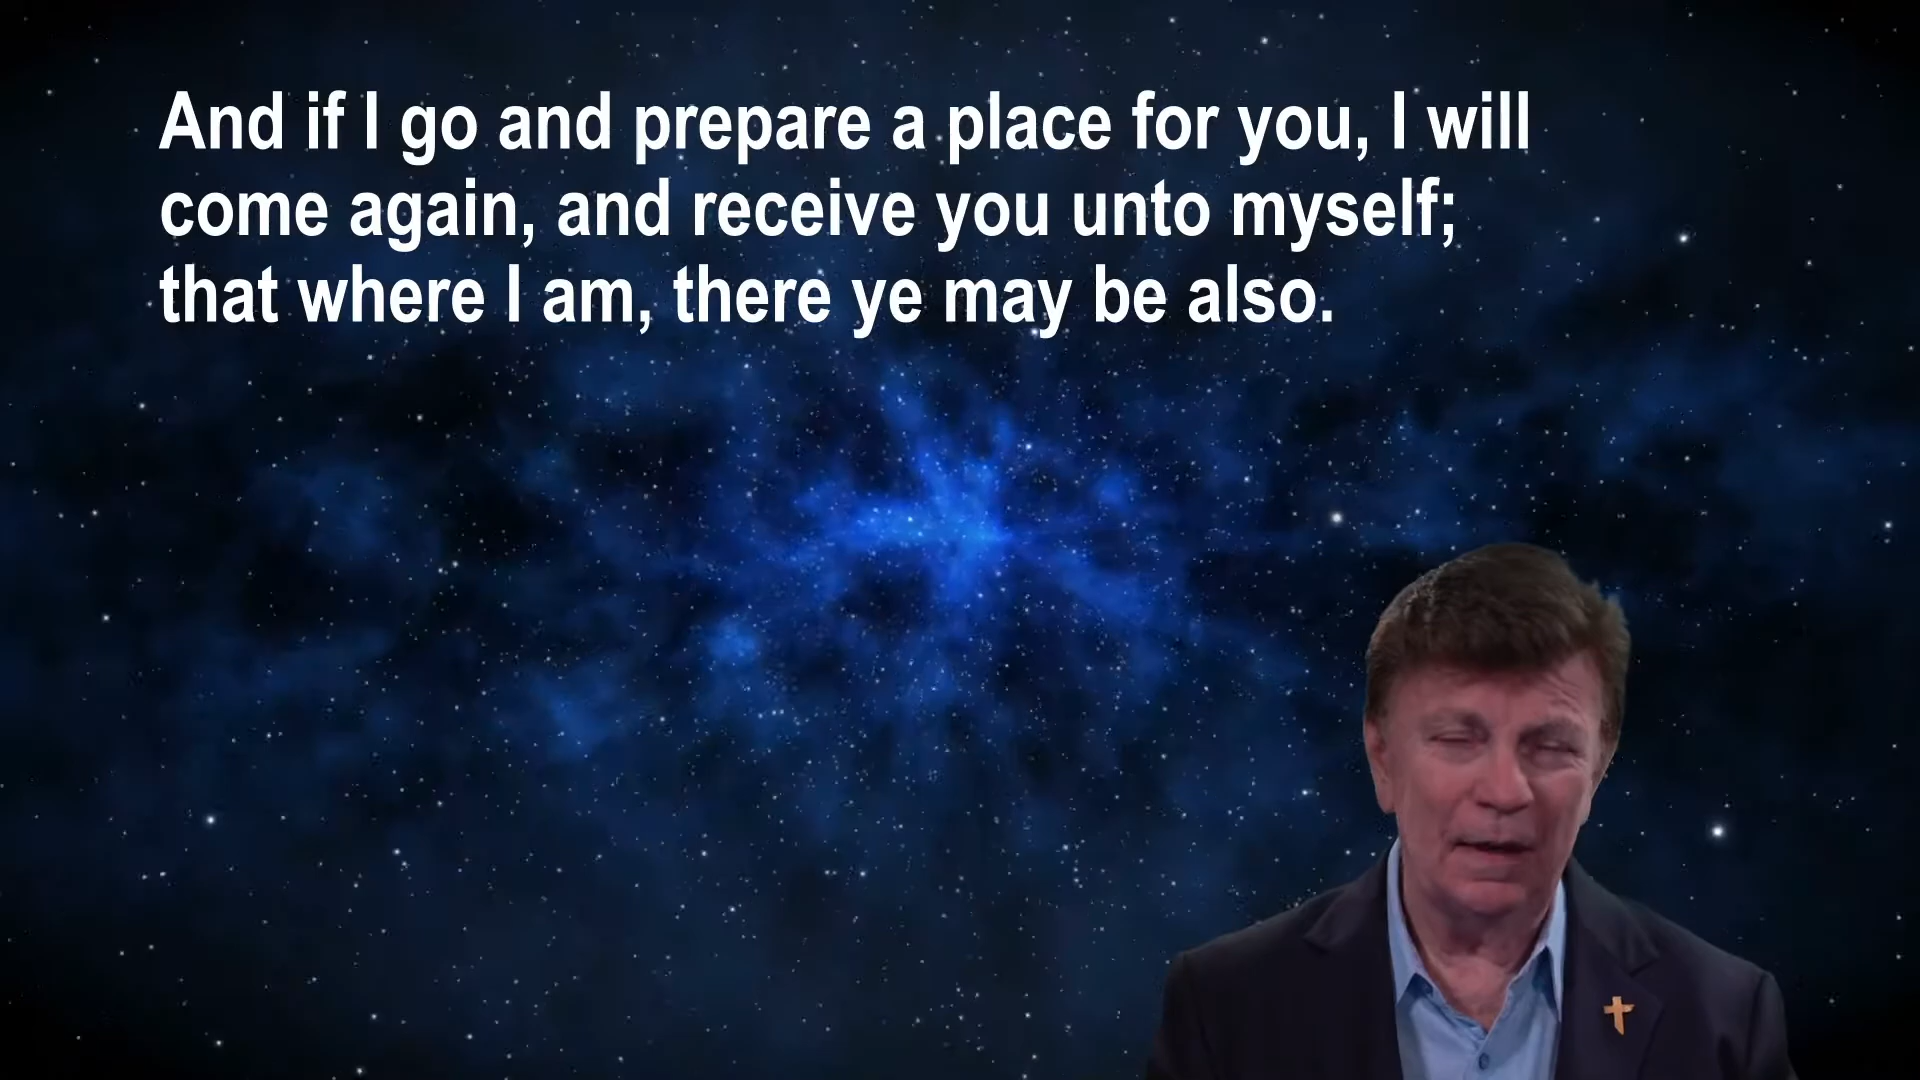 And if I go and prepare a place for you, I will
come again, and receive you unto myself;
that where I am, there ye may be also.